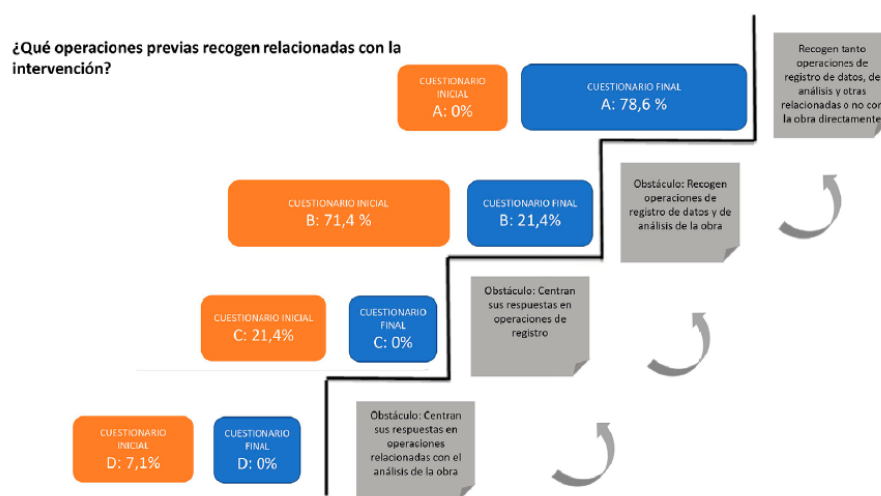 ¿Qué operaciones previas recogen relacionadas con la
intervención?
CUESTIONARIO
INICIAL
A: 0%
CUESTIONARIO FINAL
A: 78,6 %
Recogen tanto
operaciones de
registro de datos, de
análisis y otras
relacionadas o no con
la obra directamente
CUESTIONARIO INICIAL
B: 71,4 %
CUESTIONARIO FINAL
B: 21,4%
Obstáculo: Recogen
operaciones de
registro de datos y de
análisis de la obra
CUESTIONARIO INICIAL
C: 21,4%
CUESTIONARIO
FINAL
C: 0%
Obstáculo: Centran
sus respuestas en
operaciones de
registro
CUESTIONARIO
INICIAL
D: 7,1%
CUESTIONARIO
FINAL
D: 0%
Obstáculo: Centran
sus respuestas en
operaciones
relacionadas con el
análisis de la obra